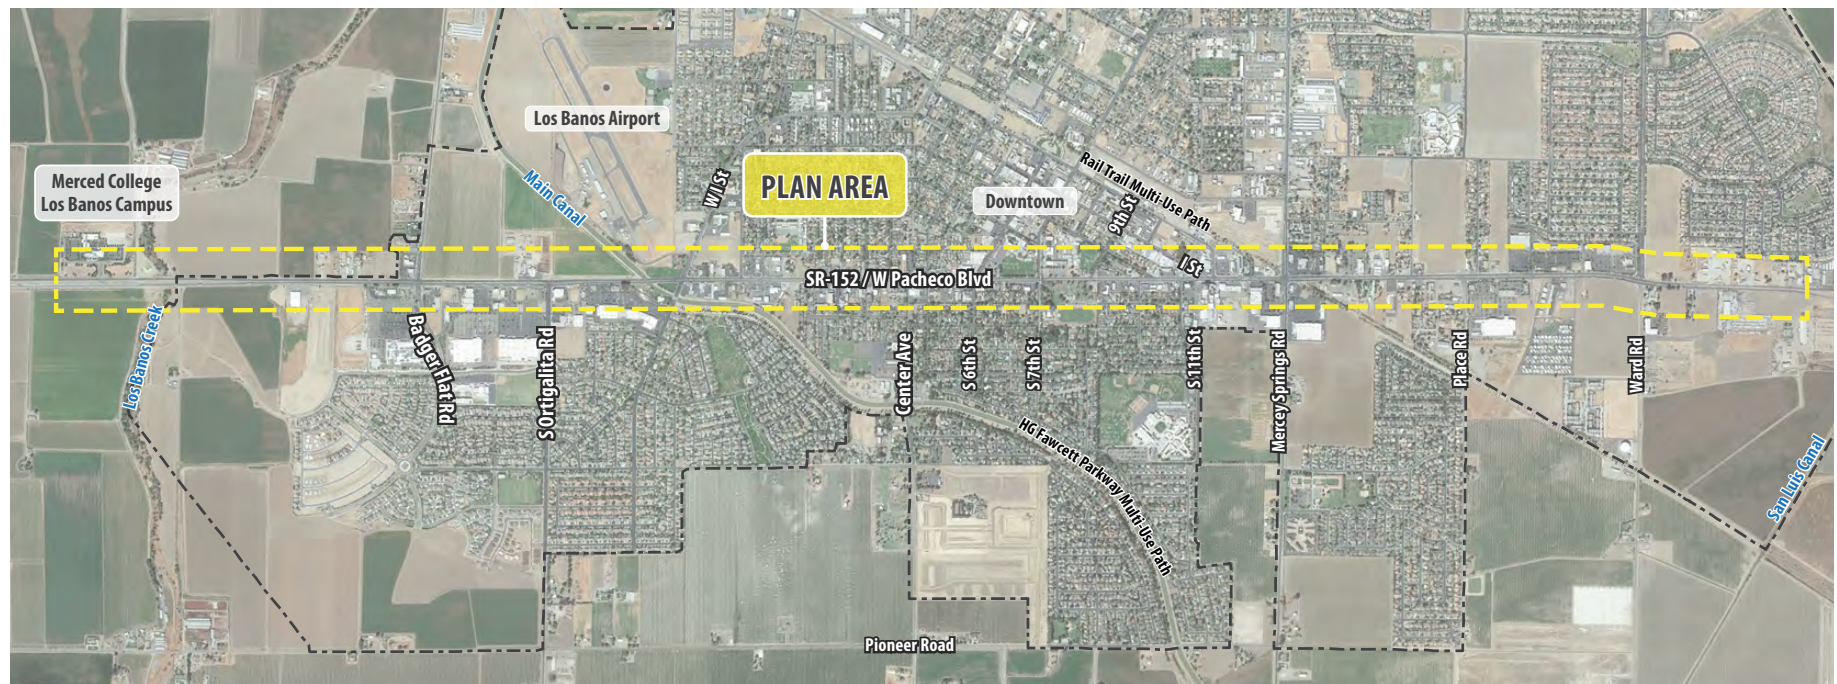 Los Banos Airport
Merced College
Los Banos Campus
Main Canal
W I St
PLAN AREA
Downtown
Rail Trail Multi-Use Path
9th St
I St
SR-152 / W Pacheco Blvd
Los Banos Creek
Badger Flat Rd
S Ortigalita Rd
Center Ave
S 6th St
S 7th St
S 11th St
Mercey Springs Rd
Place Rd
Ward Rd
HG Fawcett Parkway Multi-Use Path
San Luis Canal
Pioneer Road